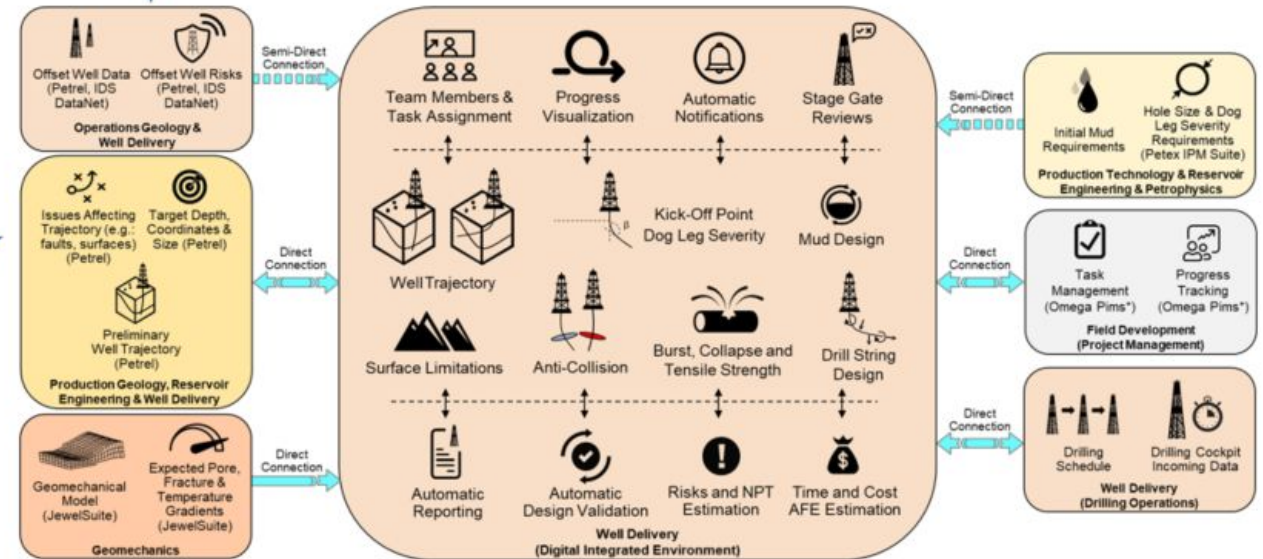 Offset Well Data
(Petrel, IDS
DataNet)
Offset Well Risks
(Petrel, IDS
DataNet)
Operations Geology &
Well Delivery
Semi-Direct
Connection
Issues Affecting
Trajectory (e.g.:
faults, surfaces)
(Petrel)
Target Depth,
Coordinates &
Size (Petrel)
Preliminary
Well Trajectory
(Petrel)
Production Geology, Reservoir
Engineering & Well Delivery
Direct
Connection
Geomechanical
Model
(JewelSuite)
Expected Pore,
Fracture &
Temperature
Gradients
(JewelSuite)
Geomechanics
Direct
Connection
Team Members &
Task Assignment
Progress
Visualization
Automatic
Notifications
Stage Gate
Reviews
Well Trajectory
β
Kick-Off Point
Dog Leg Severity
Mud Design
Surface Limitations
Anti-Collision
Burst, Collapse and
Tensile Strength
Drill String
Design
Automatic
Reporting
Automatic
Design Validation
Risks and NPT
Estimation
$
Time and Cost
AFE Estimation
Well Delivery
(Digital Integrated Environment)
Semi-Direct
Connection
Initial Mud
Requirements
Hole Size & Dog
Leg Severity
Requirements
(Petex IPM Suite)
Production Technology & Reservoir
Engineering & Petrophysics
Direct
Connection
Task
Management
(Omega Pims*)
Progress
Tracking
(Omega Pims*)
Field Development
(Project Management)
Direct
Connection
Drilling
Schedule
Drilling Cockpit
Incoming Data
Well Delivery
(Drilling Operations)